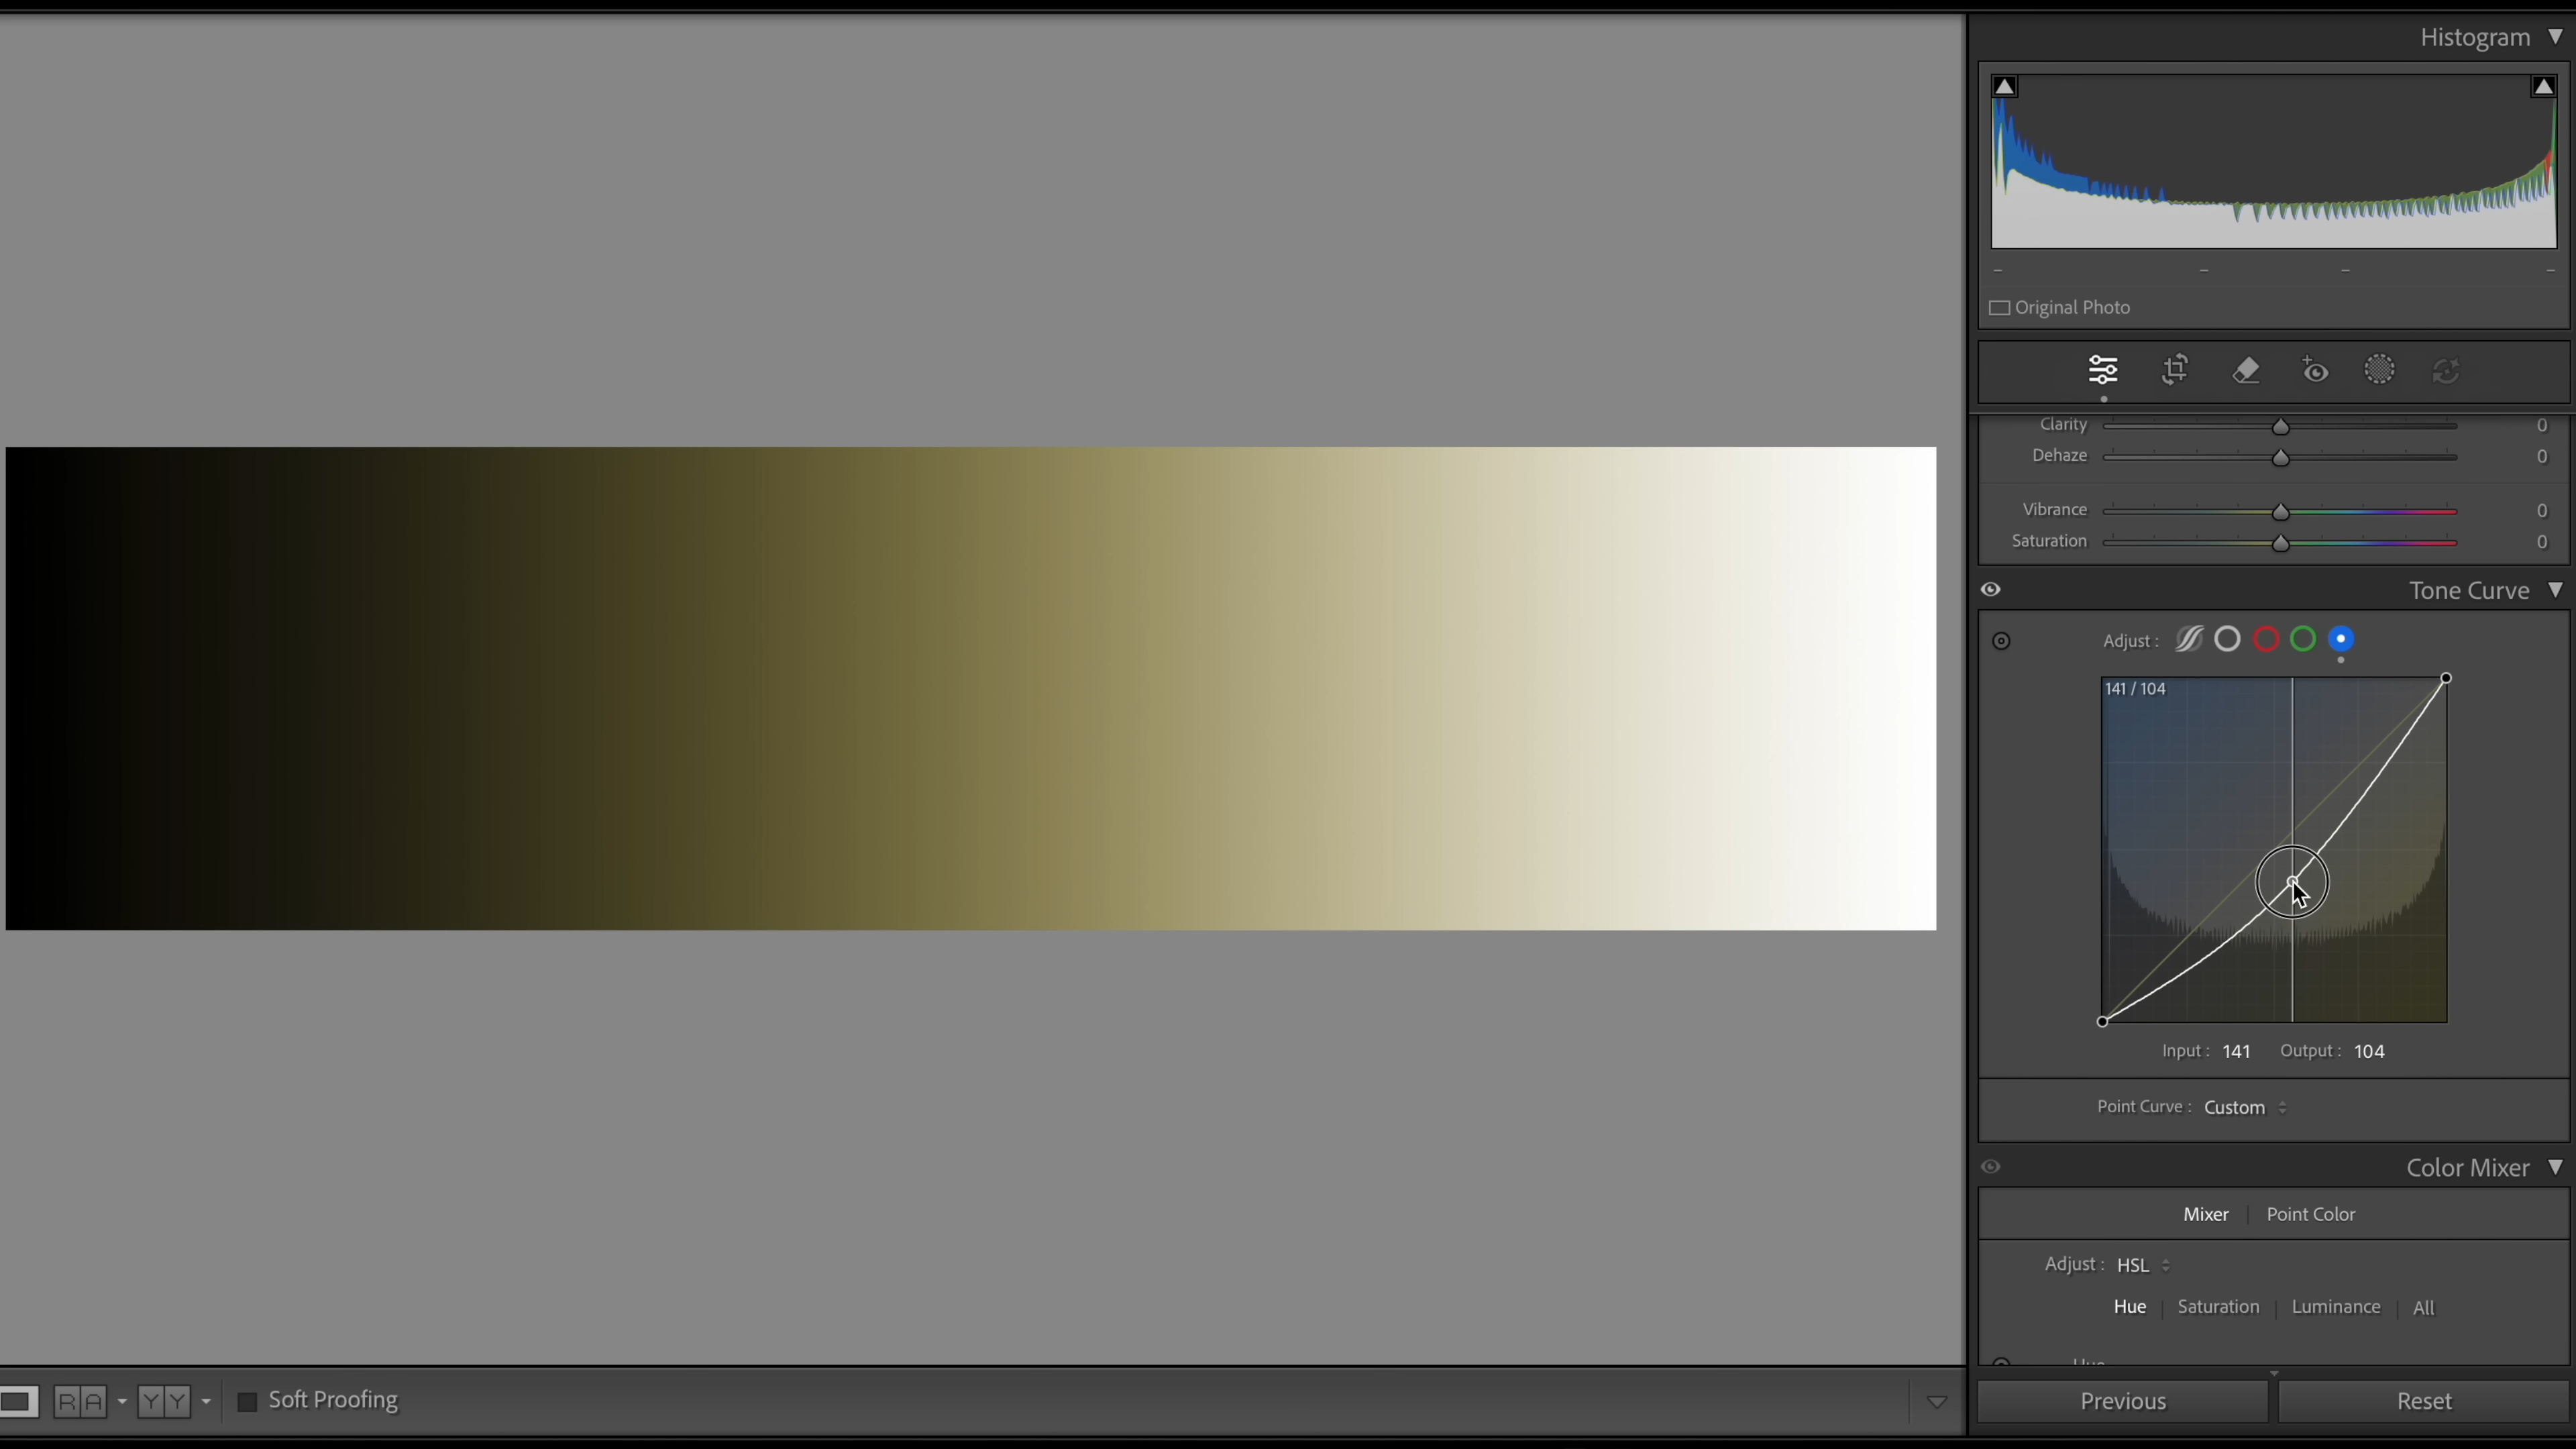 Histogram
Original Photo
Clarity 0
Dehaze 0
Vibrance 0
Saturation 0
Tone Curve
Adjust :
141 / 104
Input : 141 Output : 104
Point Curve : Custom
Color Mixer
Mixer Point Color
Adjust : HSL
Hue Saturation Luminance All
Hue
R A Y Y Soft Proofing
Previous Reset